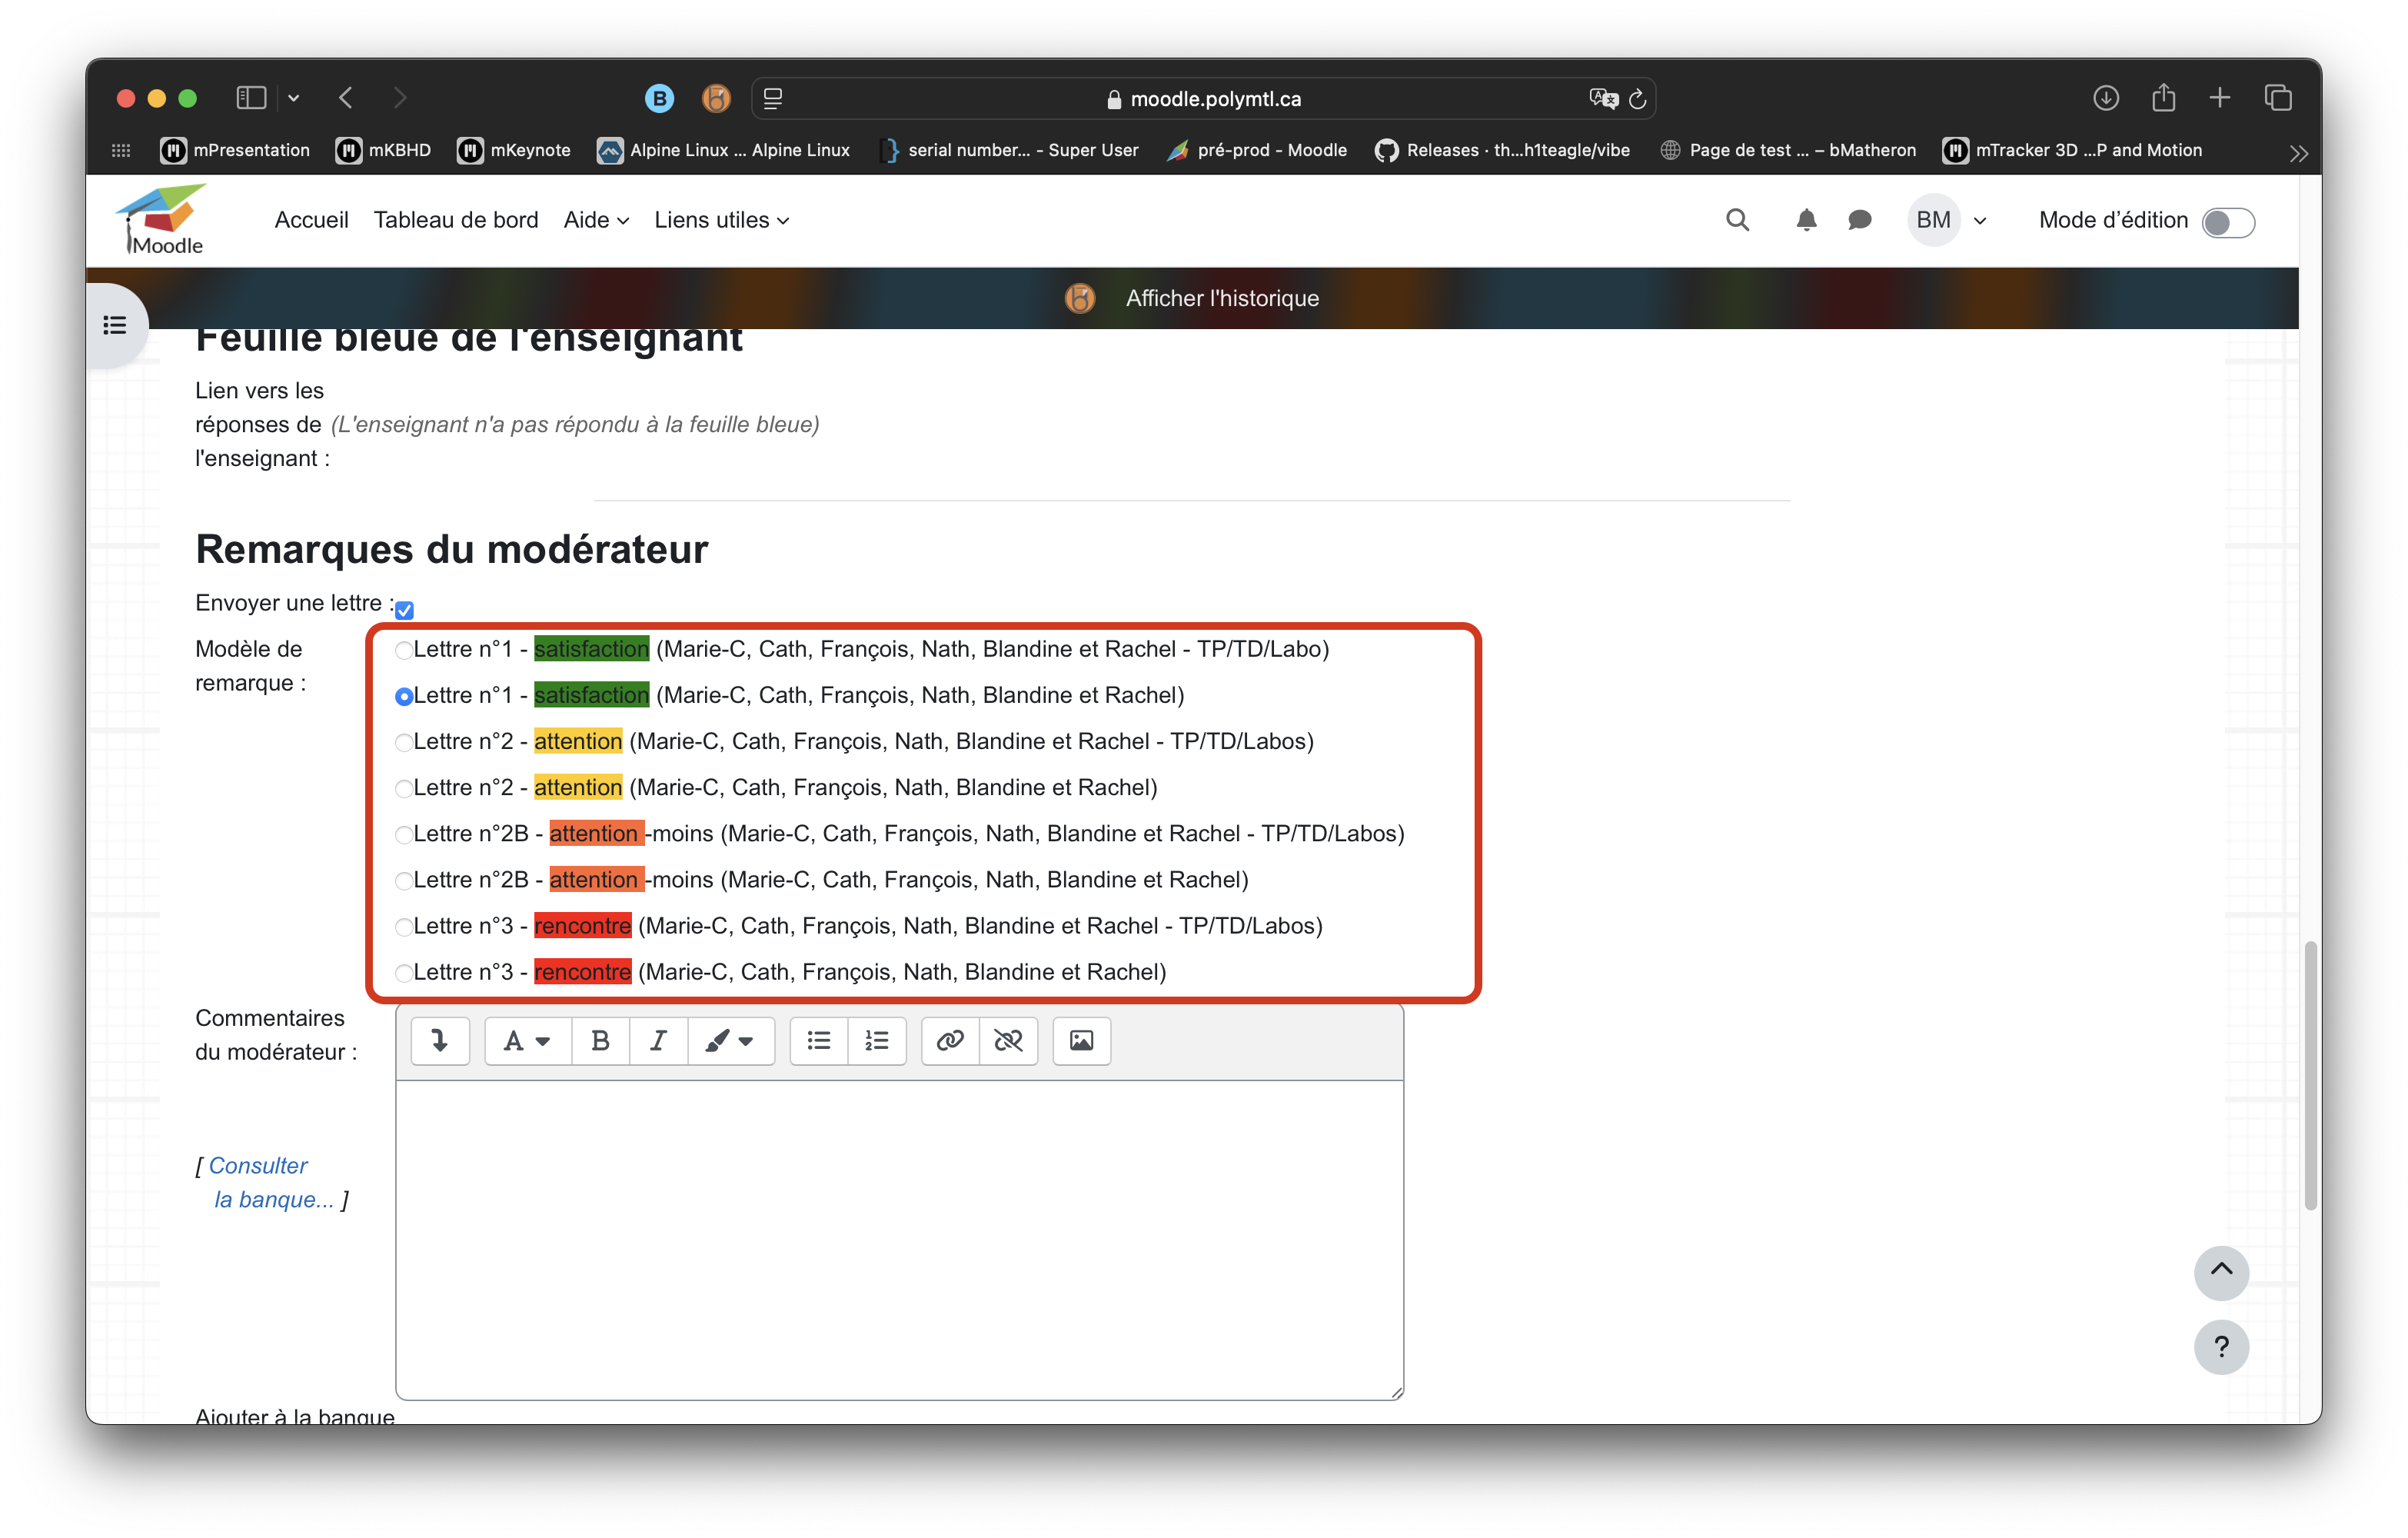 B
moodle.polymtl.ca
mPresentation mKBHD mKeynote Alpine Linux ... Alpine Linux serial number... - Super User pré-prod - Moodle Releases · th...h1teagle/vibe Page de test ... – bMatheron mTracker 3D ...P and Motion
Moodle Accueil Tableau de bord Aide Liens utiles BM Mode d’édition
Afficher l'historique
Feuille bleue de l'enseignant
Lien vers les
réponses de (L'enseignant n'a pas répondu à la feuille bleue)
l'enseignant :
Remarques du modérateur
Envoyer une lettre :
Modèle de
remarque :
Lettre n°1 - satisfaction (Marie-C, Cath, François, Nath, Blandine et Rachel - TP/TD/Labo)
Lettre n°1 - satisfaction (Marie-C, Cath, François, Nath, Blandine et Rachel)
Lettre n°2 - attention (Marie-C, Cath, François, Nath, Blandine et Rachel - TP/TD/Labos)
Lettre n°2 - attention (Marie-C, Cath, François, Nath, Blandine et Rachel)
Lettre n°2B - attention -moins (Marie-C, Cath, François, Nath, Blandine et Rachel - TP/TD/Labos)
Lettre n°2B - attention -moins (Marie-C, Cath, François, Nath, Blandine et Rachel)
Lettre n°3 - rencontre (Marie-C, Cath, François, Nath, Blandine et Rachel - TP/TD/Labos)
Lettre n°3 - rencontre (Marie-C, Cath, François, Nath, Blandine et Rachel)
Commentaires
du modérateur :
A B I
[ Consulter
la banque... ]
?
Ajouter à la banque